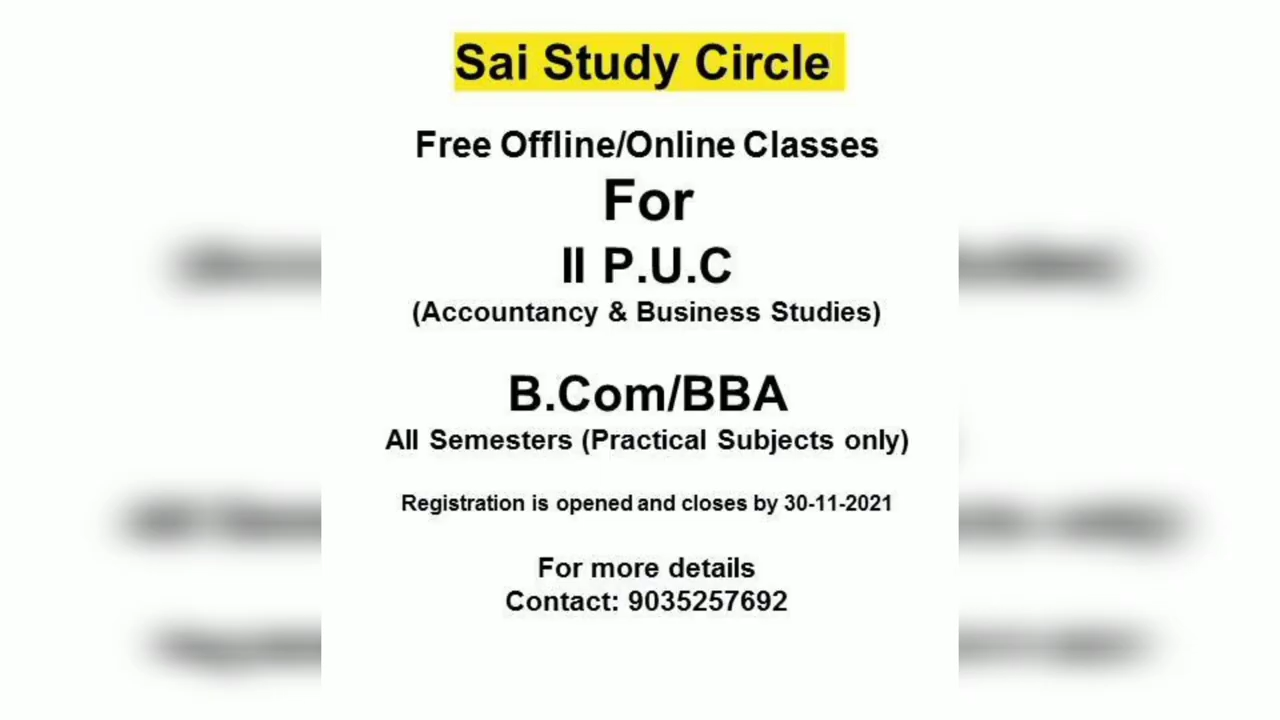 Sai Study Circle
Free Offline/Online Classes
For
II P.U.C
(Accountancy & Business Studies)
B.Com/BBA
All Semesters (Practical Subjects only)
Registration is opened and closes by 30-11-2021
For more details
Contact: 9035257692